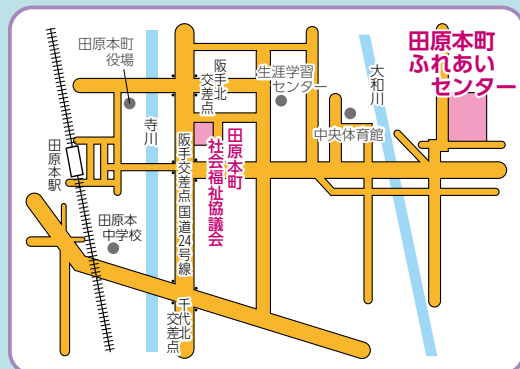 田原本町
役場
阪手北
交差点
生涯学習
センター
大和川
田原本町
ふれあい
センター
中央体育館
寺川
田原本町
社会福祉協議会
阪手交差点
国道24号線
田原本駅
田原本
中学校
千代北
交差点